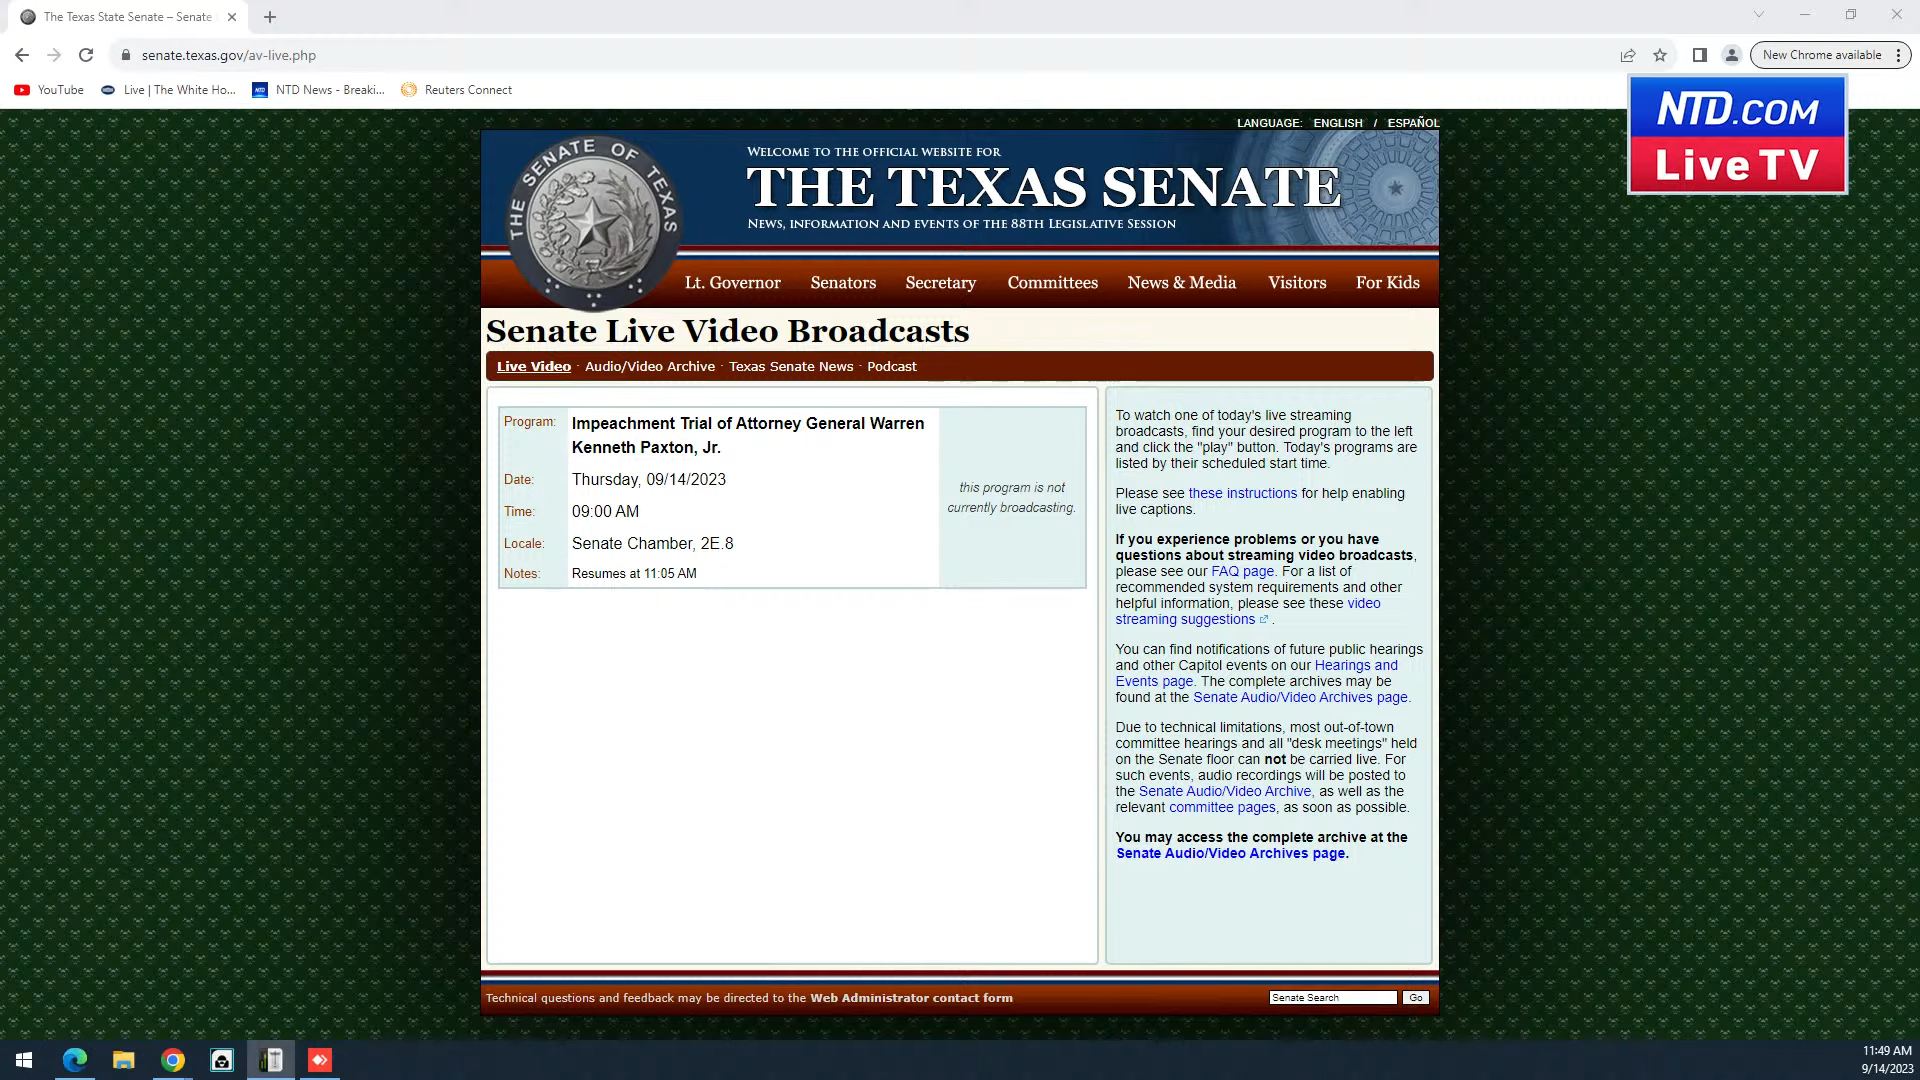 The Texas State Senate – Senate
senate.texas.gov/av-live.php
New Chrome available
YouTube
Live | The White Ho...
NTD News - Breaki...
Reuters Connect
NTD.COM
Live TV
LANGUAGE: ENGLISH / ESPAÑOL
THE SENATE OF TEXAS
WELCOME TO THE OFFICIAL WEBSITE FOR
THE TEXAS SENATE
NEWS, INFORMATION AND EVENTS OF THE 88TH LEGISLATIVE SESSION
Lt. Governor Senators Secretary Committees News & Media Visitors For Kids
Senate Live Video Broadcasts
Live Video · Audio/Video Archive · Texas Senate News · Podcast
Program: Impeachment Trial of Attorney General Warren
Kenneth Paxton, Jr.
Date: Thursday, 09/14/2023
Time: 09:00 AM
Locale: Senate Chamber, 2E.8
Notes: Resumes at 11:05 AM
this program is not
currently broadcasting.
To watch one of today's live streaming
broadcasts, find your desired program to the left
and click the "play" button. Today's programs are
listed by their scheduled start time.
Please see these instructions for help enabling
live captions.
If you experience problems or you have
questions about streaming video broadcasts,
please see our FAQ page. For a list of
recommended system requirements and other
helpful information, please see these video
streaming suggestions .
You can find notifications of future public hearings
and other Capitol events on our Hearings and
Events page. The complete archives may be
found at the Senate Audio/Video Archives page.
Due to technical limitations, most out-of-town
committee hearings and all "desk meetings" held
on the Senate floor can not be carried live. For
such events, audio recordings will be posted to
the Senate Audio/Video Archive, as well as the
relevant committee pages, as soon as possible.
You may access the complete archive at the
Senate Audio/Video Archives page.
Technical questions and feedback may be directed to the Web Administrator contact form
Senate Search Go
11:49 AM
9/14/2023